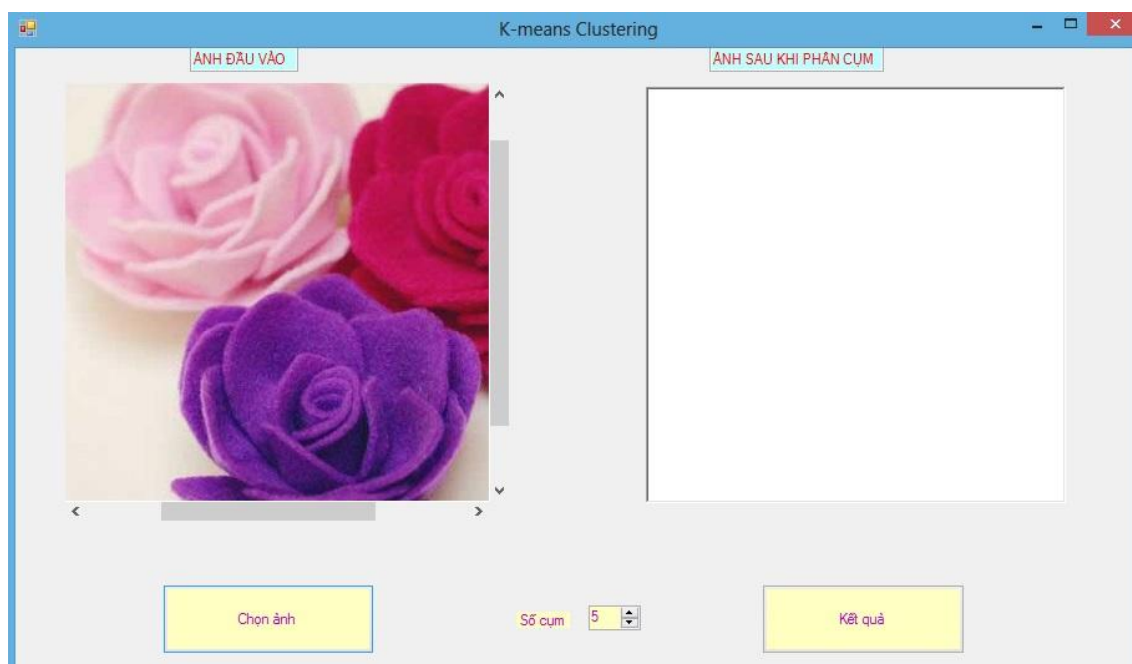 K-means Clustering
ẢNH ĐẦU VÀO
ẢNH SAU KHI PHÂN CỤM
Chọn ảnh
Số cụm
5
Kết quả